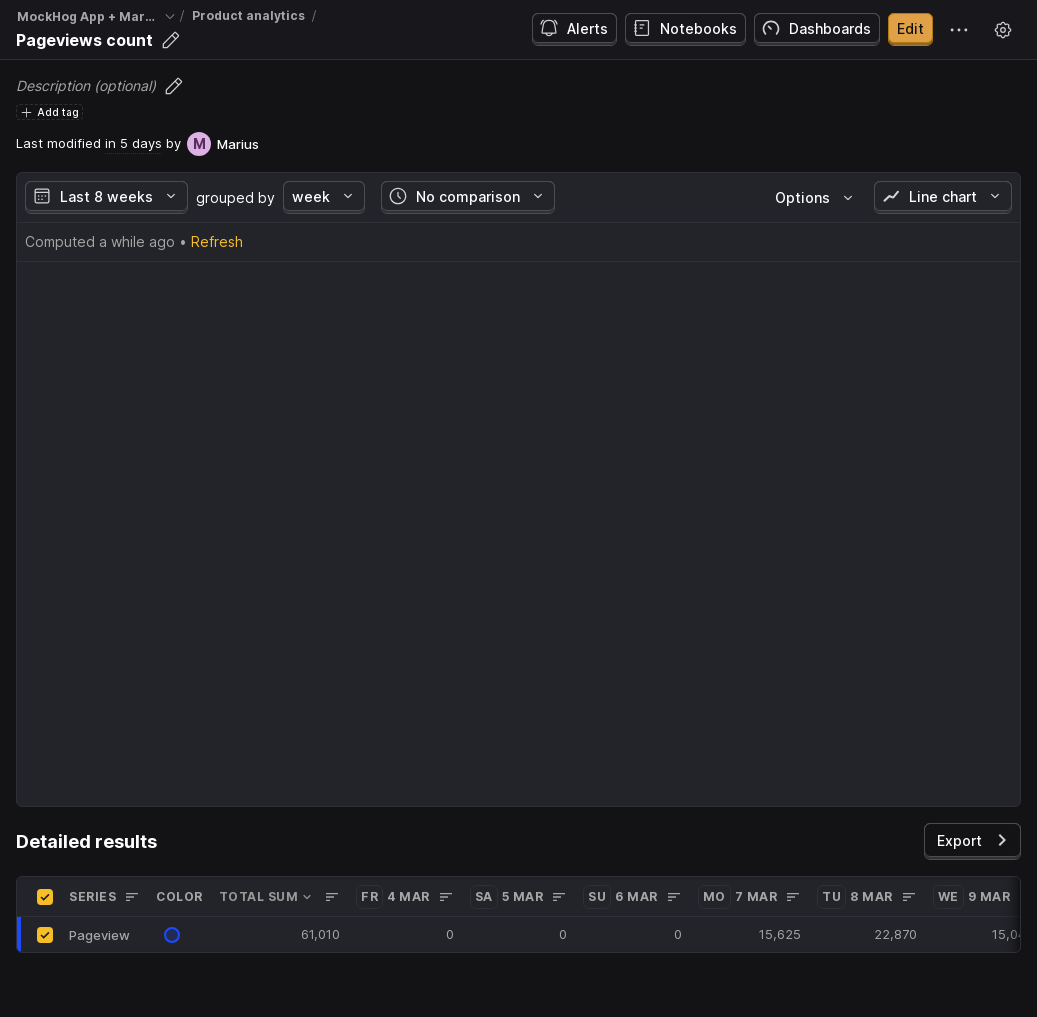 MockHog App + Mar... / Product analytics /
Pageviews count
Alerts
Notebooks
Dashboards
Edit
Description (optional)
Add tag
Last modified in 5 days by M Marius
Last 8 weeks grouped by week No comparison Options Line chart
Computed a while ago • Refresh
Detailed results
Export
SERIES COLOR TOTAL SUM FR 4 MAR SA 5 MAR SU 6 MAR MO 7 MAR TU 8 MAR WE 9 MAR
Pageview 61,010 0 0 0 15,625 22,870